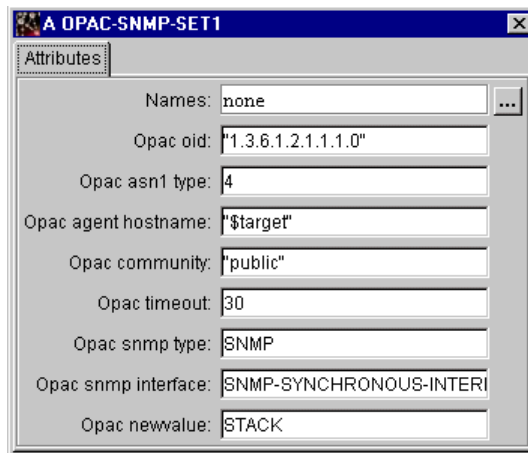 A OPAC-SNMP-SET1
Attributes
Names: none ...
Opac oid: "1.3.6.1.2.1.1.1.0"
Opac asn1 type: 4
Opac agent hostname: "$target"
Opac community: "public"
Opac timeout: 30
Opac snmp type: SNMP
Opac snmp interface: SNMP-SYNCHRONOUS-INTERI
Opac newvalue: STACK